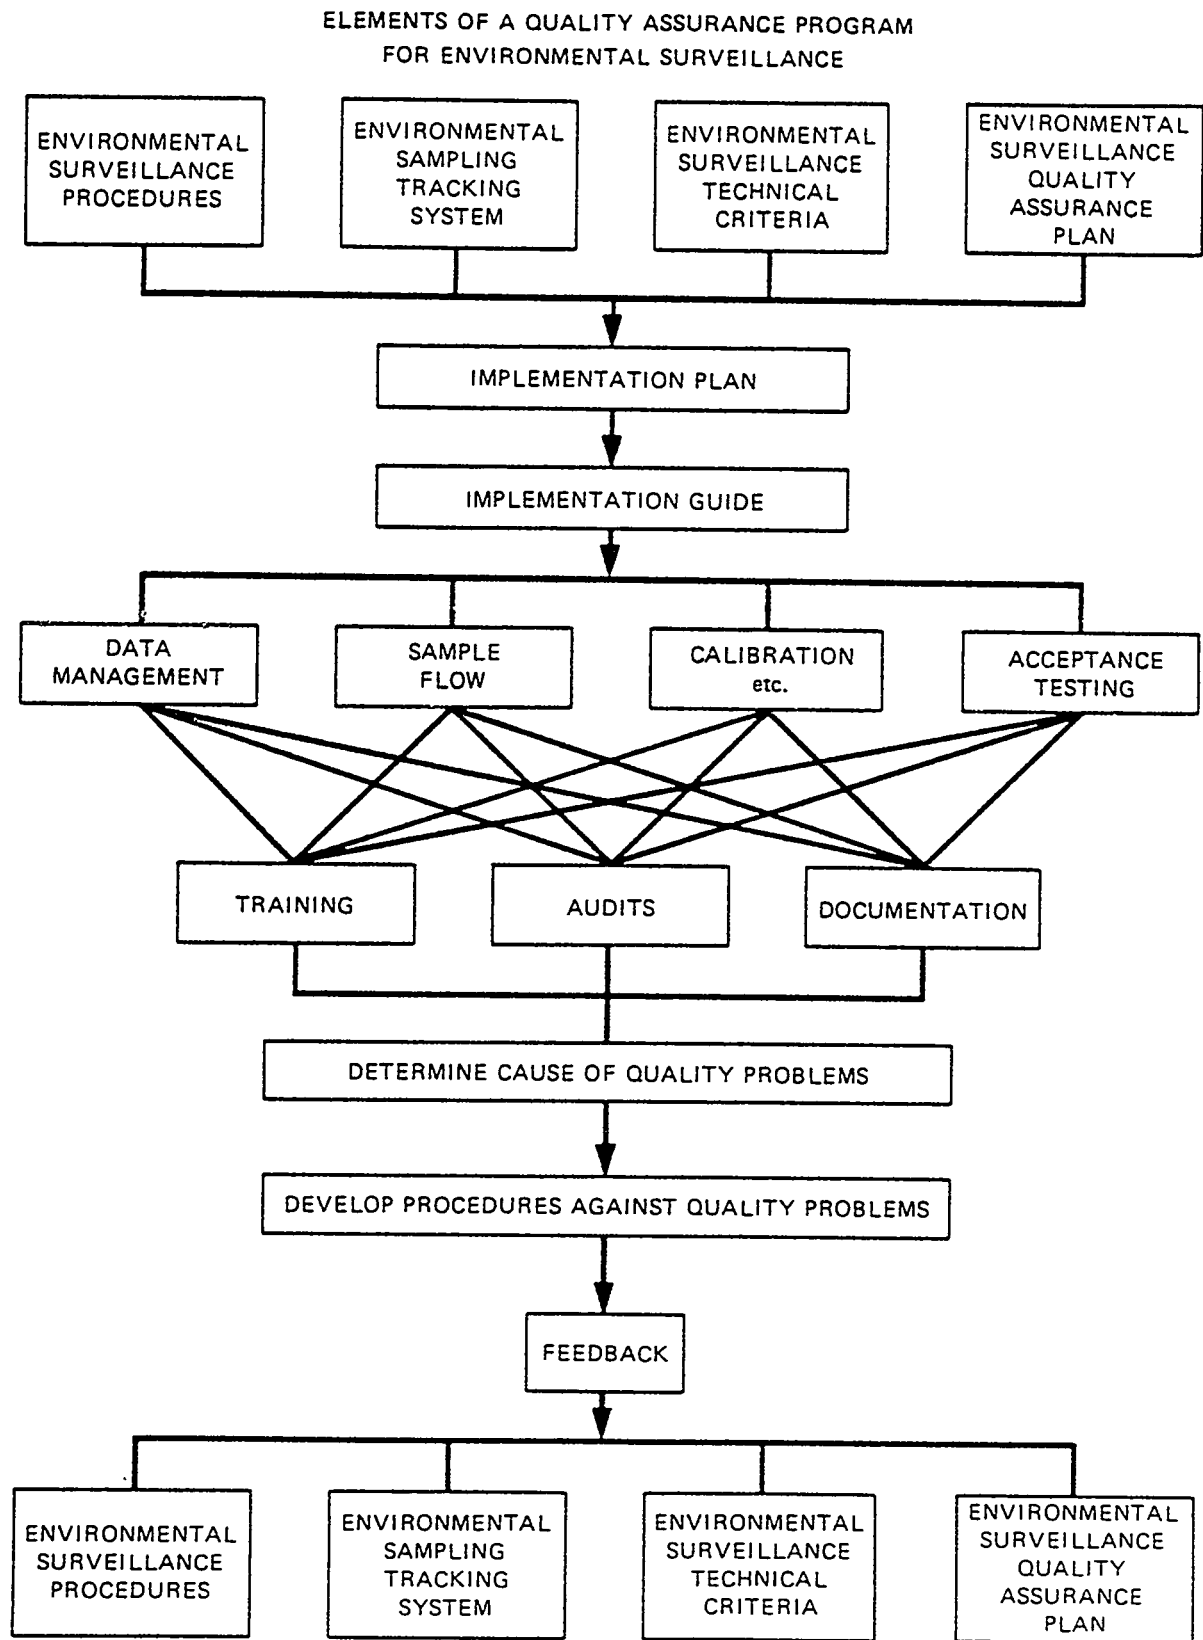 ELEMENTS OF A QUALITY ASSURANCE PROGRAM
FOR ENVIRONMENTAL SURVEILLANCE
ENVIRONMENTAL
SURVEILLANCE
PROCEDURES
ENVIRONMENTAL
SAMPLING
TRACKING
SYSTEM
ENVIRONMENTAL
SURVEILLANCE
TECHNICAL
CRITERIA
ENVIRONMENTAL
SURVEILLANCE
QUALITY
ASSURANCE
PLAN
IMPLEMENTATION PLAN
IMPLEMENTATION GUIDE
DATA
MANAGEMENT
SAMPLE
FLOW
CALIBRATION
etc.
ACCEPTANCE
TESTING
TRAINING
AUDITS
DOCUMENTATION
DETERMINE CAUSE OF QUALITY PROBLEMS
DEVELOP PROCEDURES AGAINST QUALITY PROBLEMS
FEEDBACK
ENVIRONMENTAL
SURVEILLANCE
PROCEDURES
ENVIRONMENTAL
SAMPLING
TRACKING
SYSTEM
ENVIRONMENTAL
SURVEILLANCE
TECHNICAL
CRITERIA
ENVIRONMENTAL
SURVEILLANCE
QUALITY
ASSURANCE
PLAN